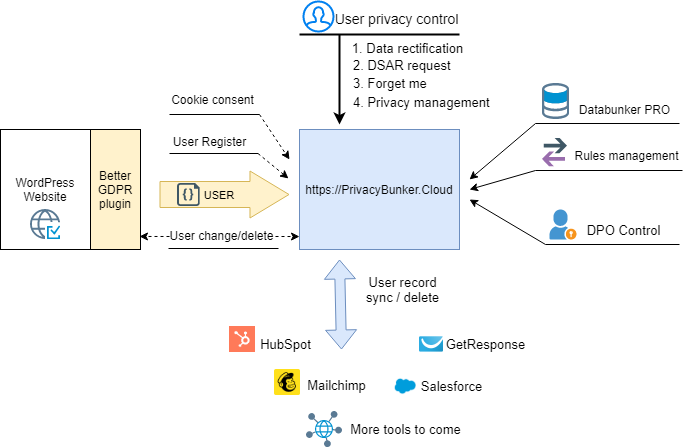 User privacy control
1. Data rectification
2. DSAR request
3. Forget me
4. Privacy management
Cookie consent
User Register
WordPress
Website
Better
GDPR
plugin
{} USER
User change/delete
https://PrivacyBunker.Cloud
Databunker PRO
Rules management
DPO Control
User record
sync / delete
HubSpot
GetResponse
Mailchimp
Salesforce
More tools to come